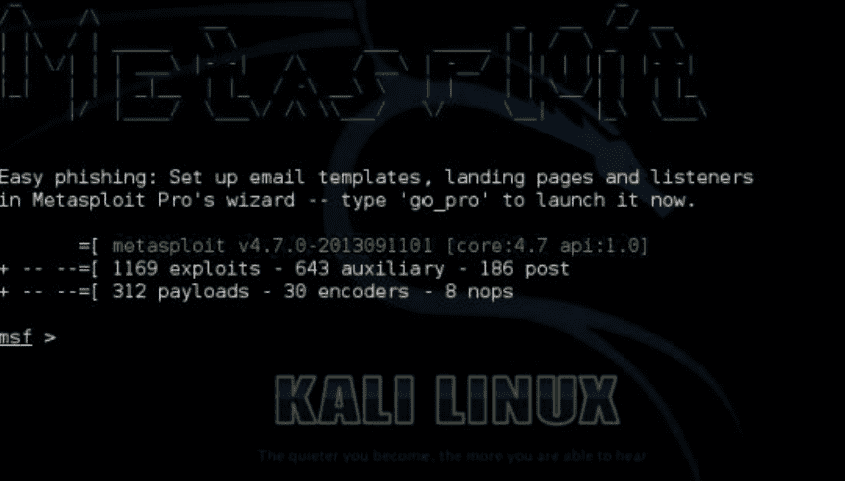 Metasploit
Easy phishing: Set up email templates, landing pages and listeners
in Metasploit Pro's wizard -- type 'go_pro' to launch it now.
=[ metasploit v4.7.0-2013091101 [core:4.7 api:1.0]
+ -- --=[ 1169 exploits - 643 auxiliary - 186 post
+ -- --=[ 312 payloads - 30 encoders - 8 nops
msf >
KALI LINUX
The quieter you become, the more you are able to hear